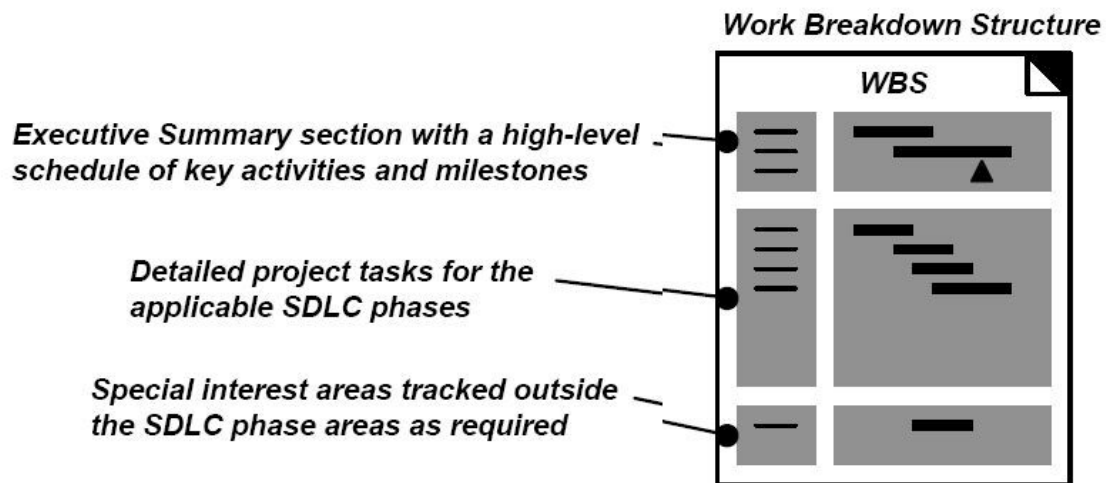 Work Breakdown Structure
WBS
Executive Summary section with a high-level
schedule of key activities and milestones
Detailed project tasks for the
applicable SDLC phases
Special interest areas tracked outside
the SDLC phase areas as required